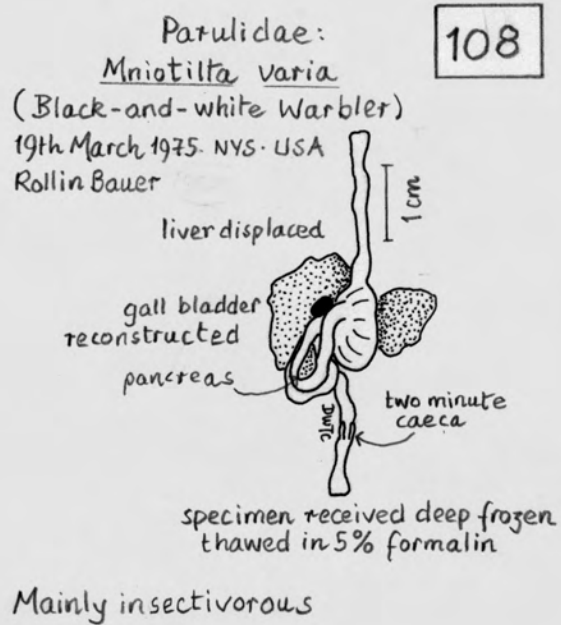 Parulidae:
108
Mniotilta varia
(Black-and-white Warbler)
19th March 1975. NYS. USA
Rollin Bauer
1 cm
liver displaced
gall bladder
reconstructed
pancreas
DWTC
two minute
caeca
specimen received deep frozen
thawed in 5% formalin
Mainly insectivorous